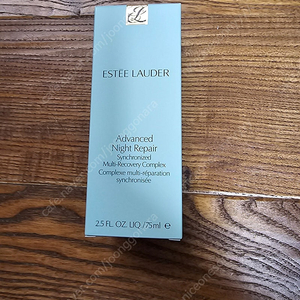 ESTĒE LAUDER
Advanced
Night Repair
Synchronized
Multi-Recovery Complex
Complexe multi-réparation
synchronisée
2.5 FL. OZ. LIQ./75ml e